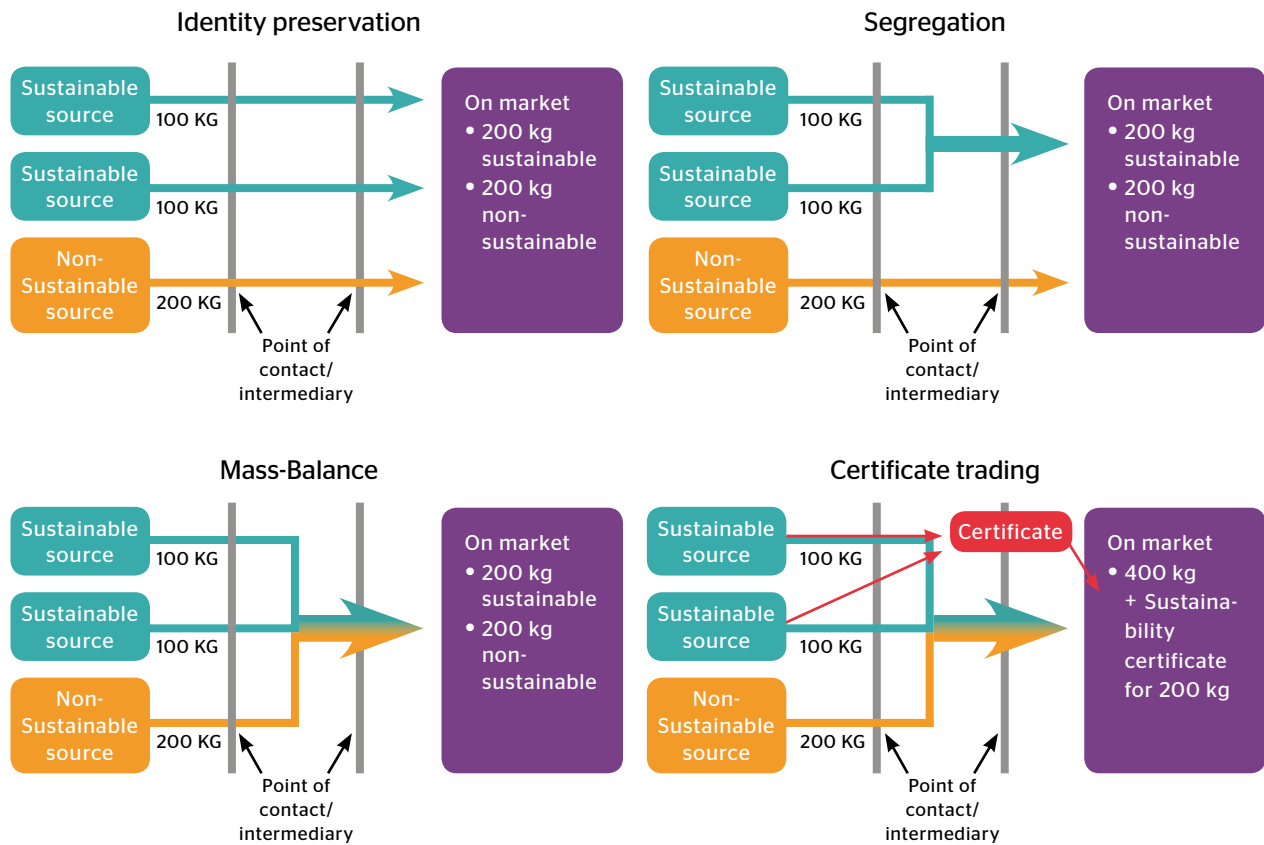 Identity preservation
Sustainable
source
100 KG
Sustainable
source
100 KG
Non-
Sustainable
source
200 KG
Point of
contact/
intermediary
On market
• 200 kg
sustainable
• 200 kg
non-
sustainable
Segregation
Sustainable
source
100 KG
Sustainable
source
100 KG
Non-
Sustainable
source
200 KG
Point of
contact/
intermediary
On market
• 200 kg
sustainable
• 200 kg
non-
sustainable
Mass-Balance
Sustainable
source
100 KG
Sustainable
source
100 KG
Non-
Sustainable
source
200 KG
Point of
contact/
intermediary
On market
• 200 kg
sustainable
• 200 kg
non-
sustainable
Certificate trading
Sustainable
source
100 KG
Sustainable
source
100 KG
Non-
Sustainable
source
200 KG
Point of
contact/
intermediary
Certificate
On market
• 400 kg
+ Sustaina-
bility
certificate
for 200 kg